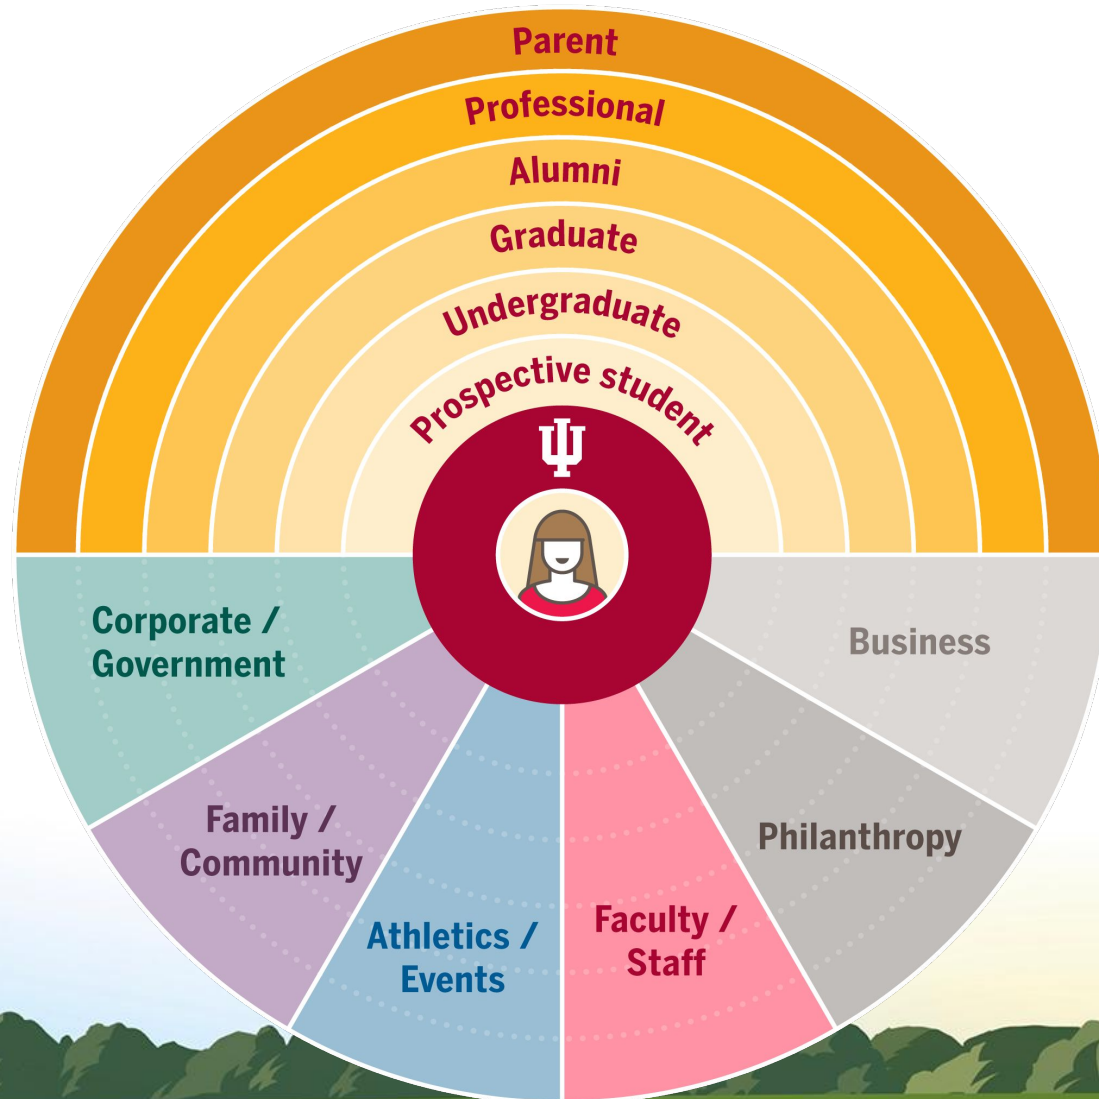 Parent
Professional
Alumni
Graduate
Undergraduate
Prospective student
Corporate /
Government
Business
Family /
Community
Philanthropy
Athletics /
Events
Faculty /
Staff